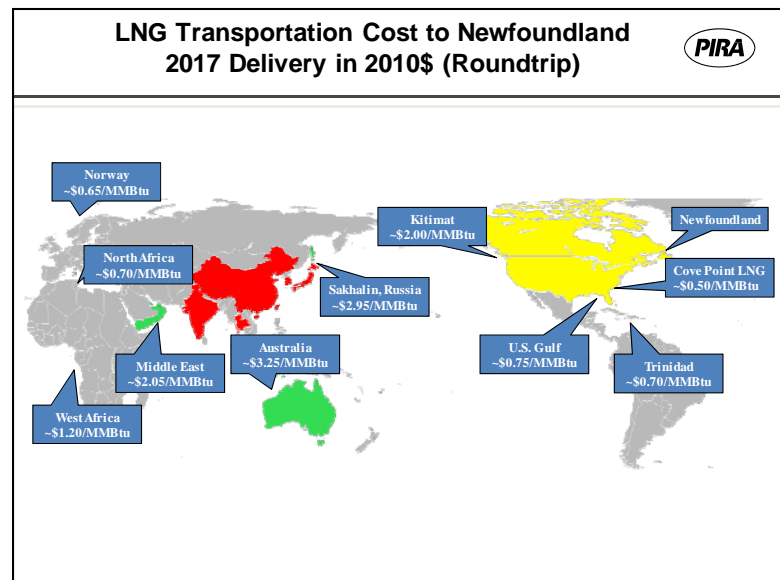 LNG Transportation Cost to Newfoundland
2017 Delivery in 2010$ (Roundtrip)
PIRA
Norway
~$0.65/MMBtu
North Africa
~$0.70/MMBtu
Middle East
~$2.05/MMBtu
West Africa
~$1.20/MMBtu
Sakhalin, Russia
~$2.95/MMBtu
Australia
~$3.25/MMBtu
Kitimat
~$2.00/MMBtu
Newfoundland
Cove Point LNG
~$0.50/MMBtu
U.S. Gulf
~$0.75/MMBtu
Trinidad
~$0.70/MMBtu